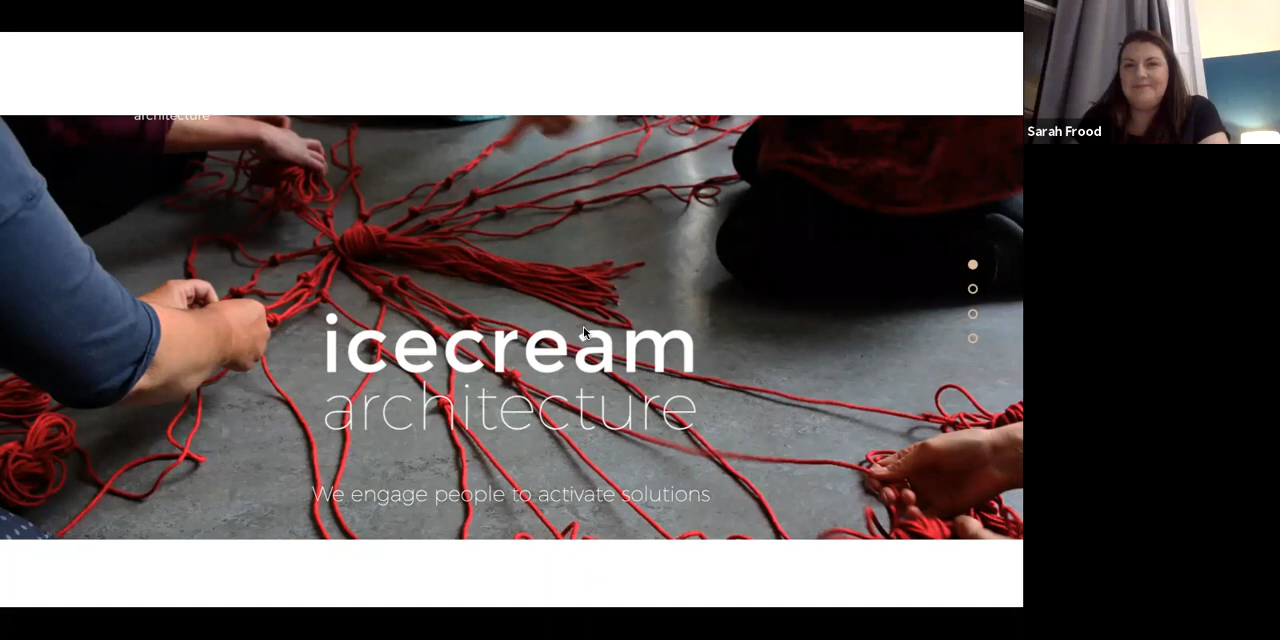 architecture
Sarah Frood
icecream
architecture
We engage people to activate solutions